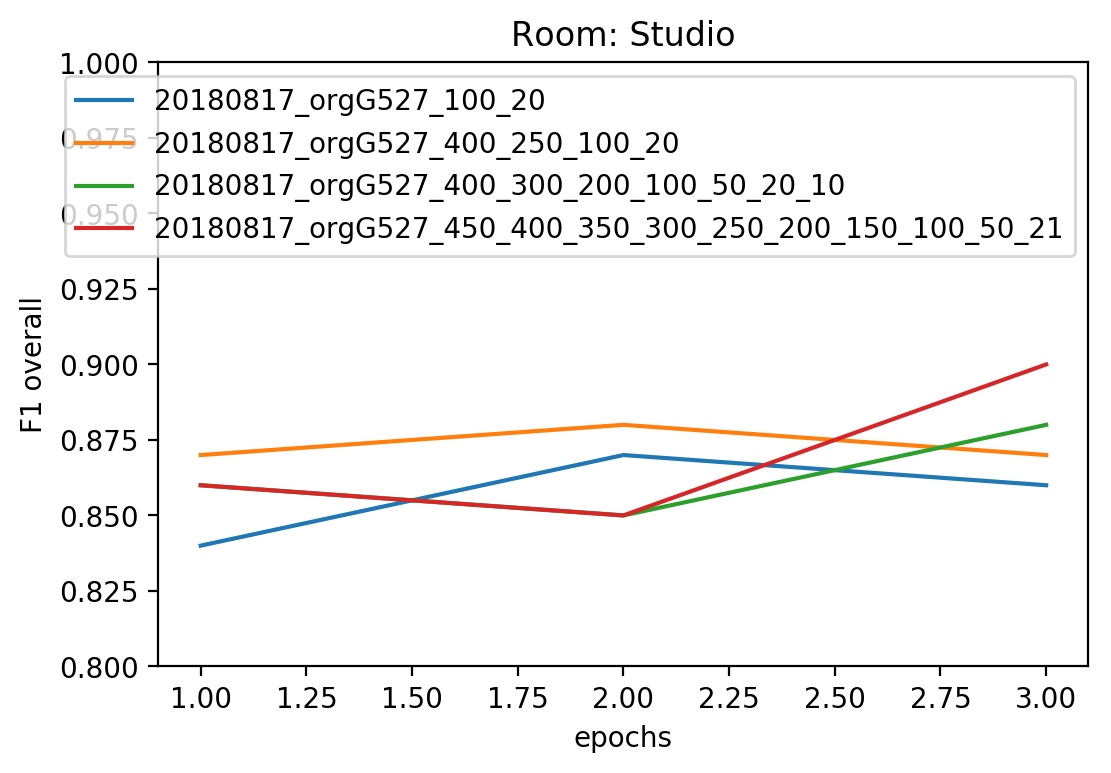 Room: Studio
1.000
0.975
0.950
0.925
0.900
0.875
0.850
0.825
0.800
F1 overall
20180817_orgG527_100_20
20180817_orgG527_400_250_100_20
20180817_orgG527_400_300_200_100_50_20_10
20180817_orgG527_450_400_350_300_250_200_150_100_50_21
1.00 1.25 1.50 1.75 2.00 2.25 2.50 2.75 3.00
epochs